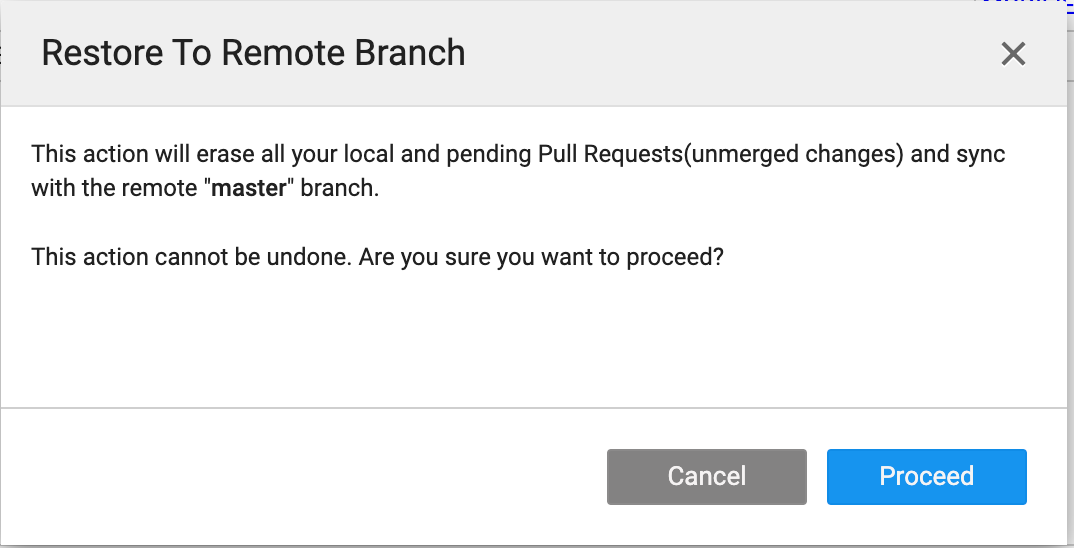 Restore To Remote Branch
This action will erase all your local and pending Pull Requests(unmerged changes) and sync
with the remote "master" branch.
This action cannot be undone. Are you sure you want to proceed?
Cancel
Proceed